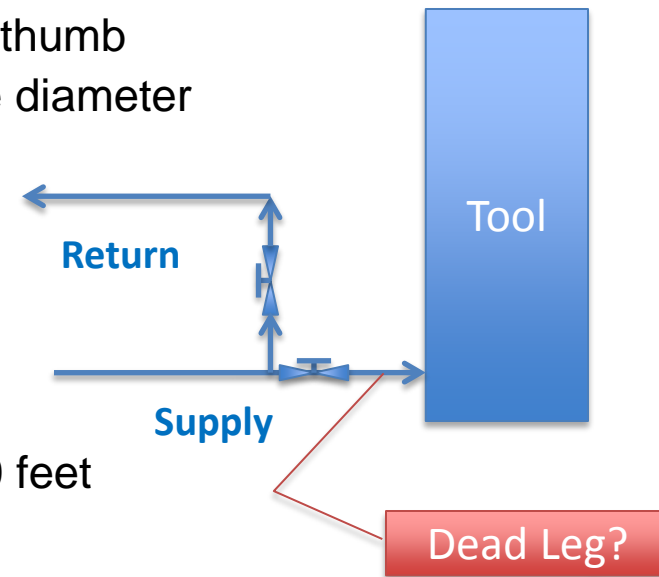 thumb
diameter
Tool
Return
Supply
feet
Dead Leg?